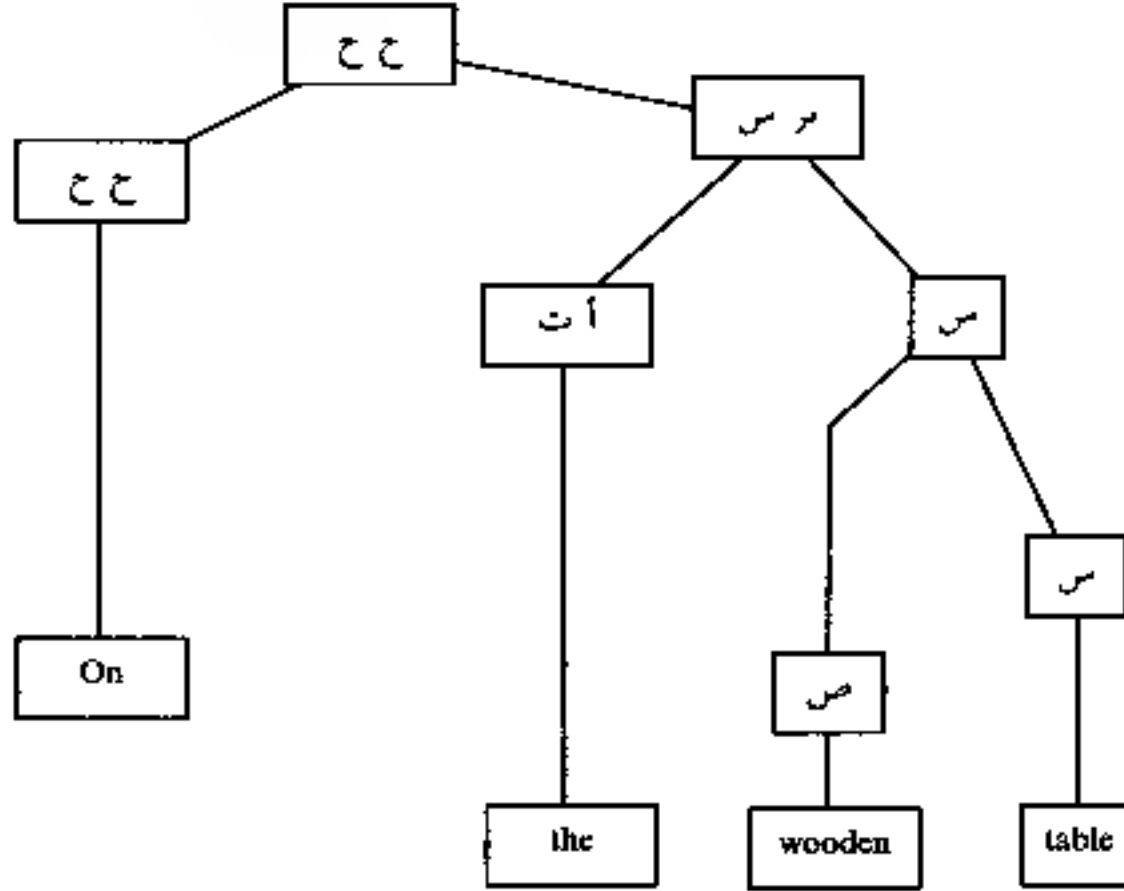 ح ح
م س
ح ح
أ ت
س
س
On
ص
the
wooden
table